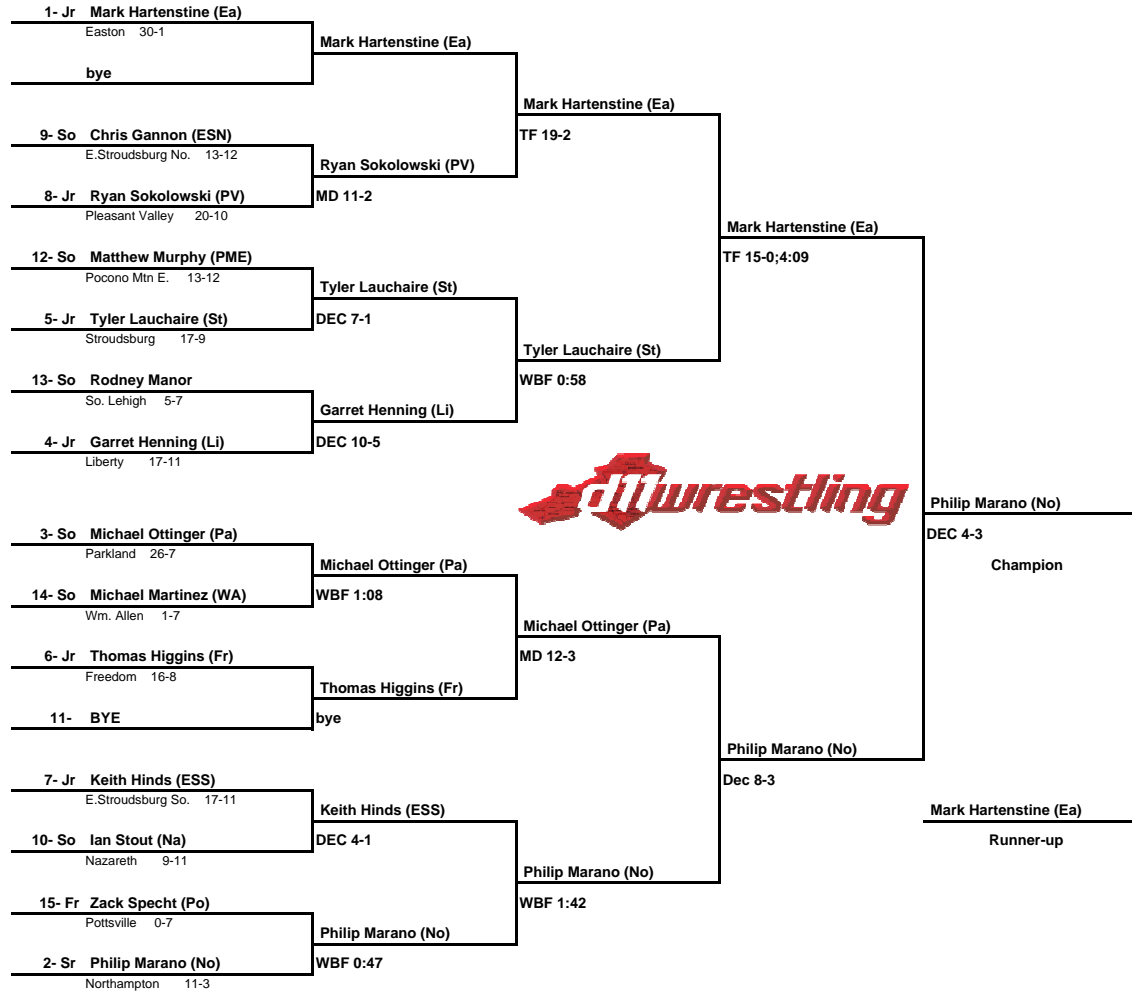 1- Jr Mark Hartenstine (Ea)
Easton 30-1
Mark Hartenstine (Ea)
bye
Mark Hartenstine (Ea)
9- So Chris Gannon (ESN)
TF 19-2
E.Stroudsburg No. 13-12
Ryan Sokolowski (PV)
8- Jr Ryan Sokolowski (PV)
MD 11-2
Pleasant Valley 20-10
Mark Hartenstine (Ea)
12- So Matthew Murphy (PME)
TF 15-0;4:09
Pocono Mtn E. 13-12
Tyler Lauchaire (St)
5- Jr Tyler Lauchaire (St)
DEC 7-1
Stroudsburg 17-9
Tyler Lauchaire (St)
13- So Rodney Manor
WBF 0:58
So. Lehigh 5-7
Garret Henning (Li)
4- Jr Garret Henning (Li)
DEC 10-5
Liberty 17-11
d11wrestling
Philip Marano (No)
3- So Michael Ottinger (Pa)
DEC 4-3
Parkland 26-7
Michael Ottinger (Pa)
Champion
14- So Michael Martinez (WA)
WBF 1:08
Wm. Allen 1-7
Michael Ottinger (Pa)
6- Jr Thomas Higgins (Fr)
MD 12-3
Freedom 16-8
Thomas Higgins (Fr)
11- BYE
bye
Philip Marano (No)
7- Jr Keith Hinds (ESS)
Dec 8-3
E.Stroudsburg So. 17-11
Keith Hinds (ESS)
Mark Hartenstine (Ea)
10- So Ian Stout (Na)
DEC 4-1
Runner-up
Nazareth 9-11
Philip Marano (No)
15- Fr Zack Specht (Po)
WBF 1:42
Pottsville 0-7
Philip Marano (No)
2- Sr Philip Marano (No)
WBF 0:47
Northampton 11-3